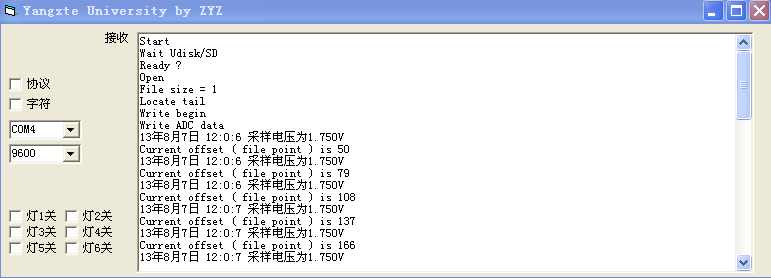 Yangzte University by ZYZ
接收
Start
Wait Udisk/SD
Ready ?
Open
File size = 1
Locate tail
Write begin
Write ADC data
13年8月7日 12:0:6 采样电压为1.750V
Current offset ( file point ) is 50
13年8月7日 12:0:6 采样电压为1.750V
Current offset ( file point ) is 79
13年8月7日 12:0:6 采样电压为1.750V
Current offset ( file point ) is 108
13年8月7日 12:0:7 采样电压为1.750V
Current offset ( file point ) is 137
13年8月7日 12:0:7 采样电压为1.750V
Current offset ( file point ) is 166
13年8月7日 12:0:7 采样电压为1.750V
协议
字符
COM4
9600
灯1关 灯2关
灯3关 灯4关
灯5关 灯6关